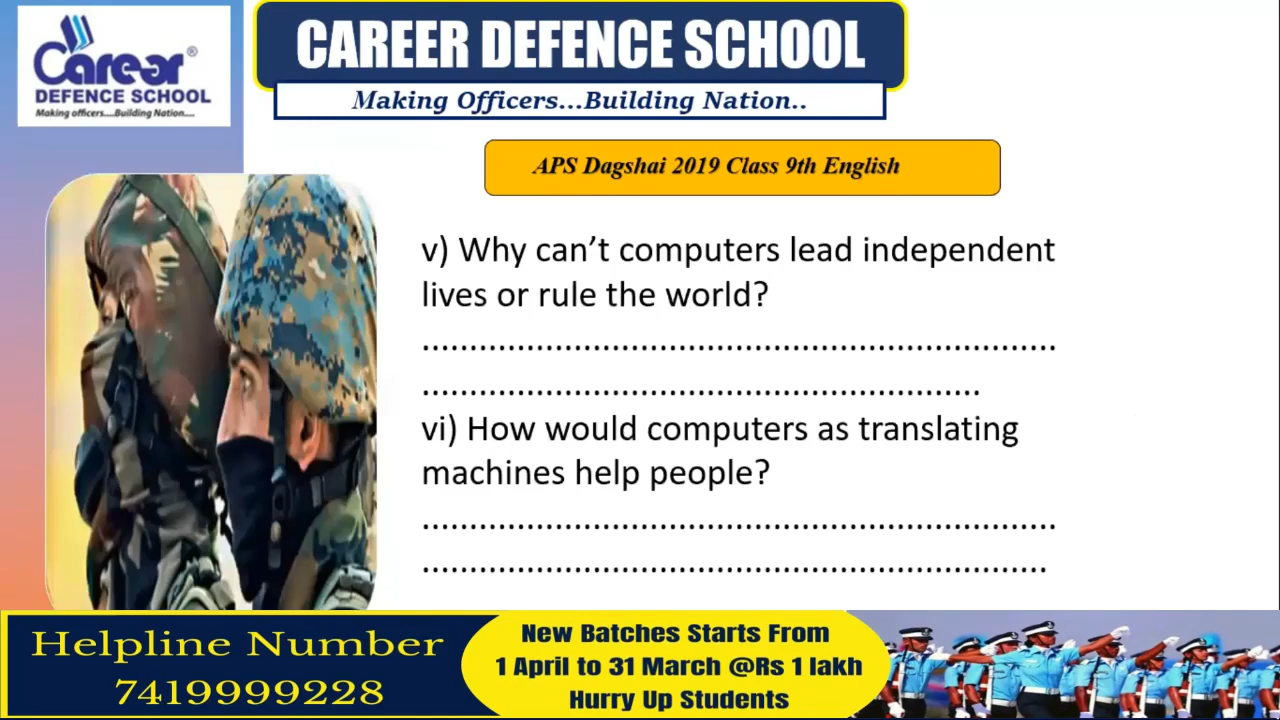 Career®
DEFENCE SCHOOL
Making officers....Building Nation....
CAREER DEFENCE SCHOOL
Making Officers...Building Nation..
APS Dagshai 2019 Class 9th English
v) Why can’t computers lead independent
lives or rule the world?
................................................................
........................................................
vi) How would computers as translating
machines help people?
................................................................
...............................................................
Helpline Number
7419999228
New Batches Starts From
1 April to 31 March @Rs 1 lakh
Hurry Up Students